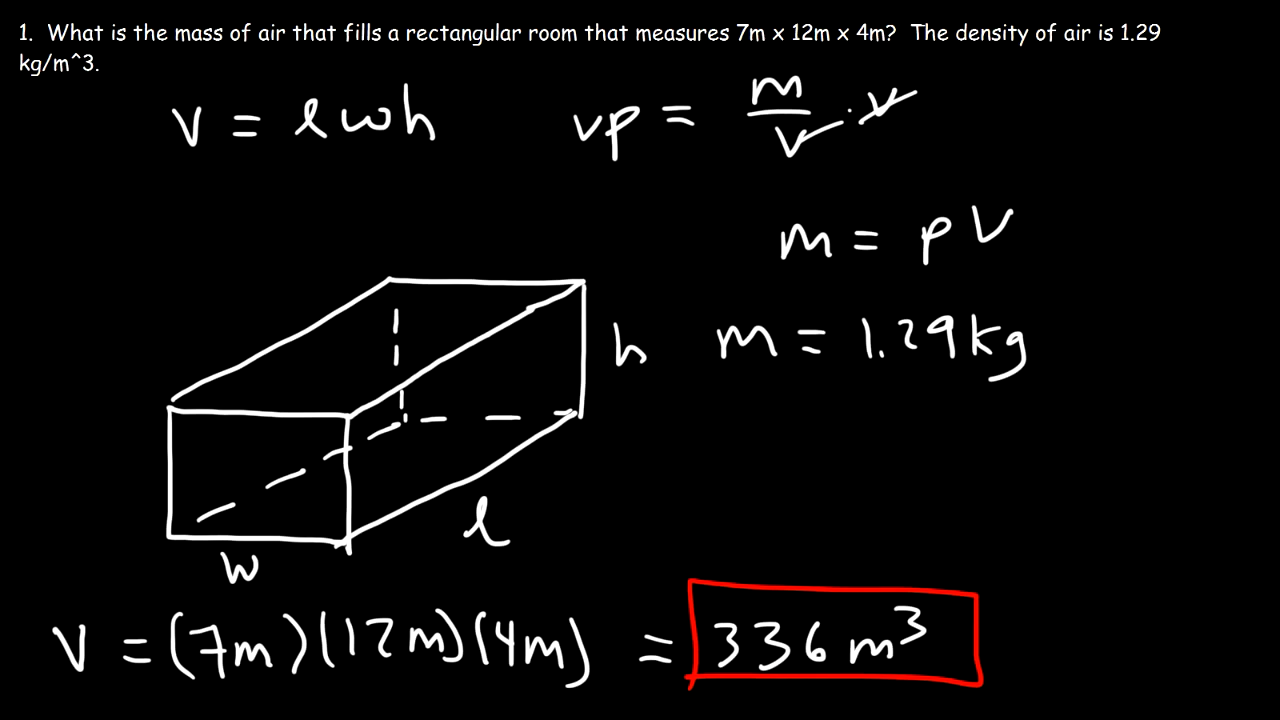 1. What is the mass of air that fills a rectangular room that measures 7m x 12m x 4m? The density of air is 1.29
kg/m^3.
V = lwh
Vρ = m/V · V
m = ρV
h
m = 1.29kg
l
w
V = (7m)(12m)(4m) = 336 m³